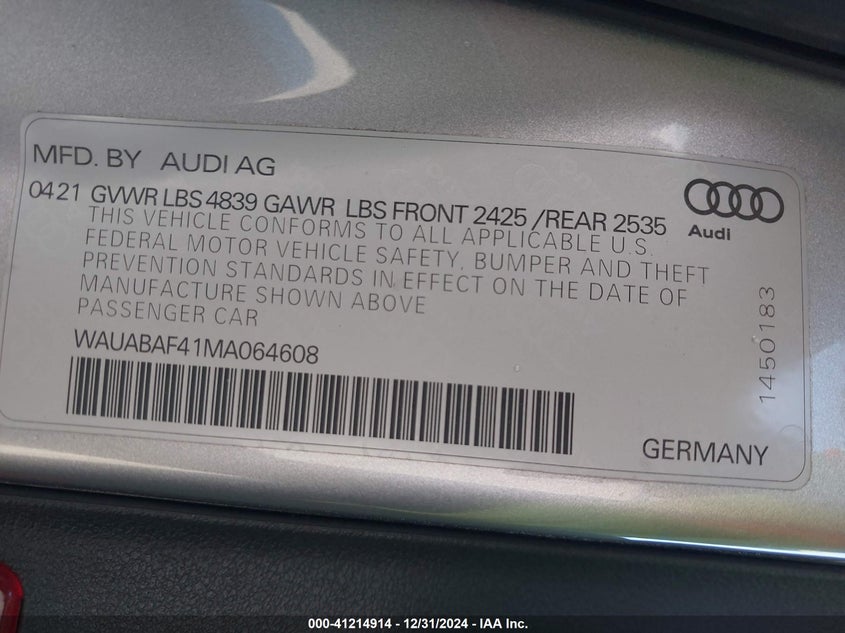 MFD. BY AUDI AG
0421 GVWR LBS 4839 GAWR LBS FRONT 2425 /REAR 2535
THIS VEHICLE CONFORMS TO ALL APPLICABLE U.S.
FEDERAL MOTOR VEHICLE SAFETY, BUMPER AND THEFT
PREVENTION STANDARDS IN EFFECT ON THE DATE OF
MANUFACTURE SHOWN ABOVE
PASSENGER CAR
WAUABAF41MA064608
Audi
1450183
GERMANY
000-41214914 - 12/31/2024 - IAA Inc.